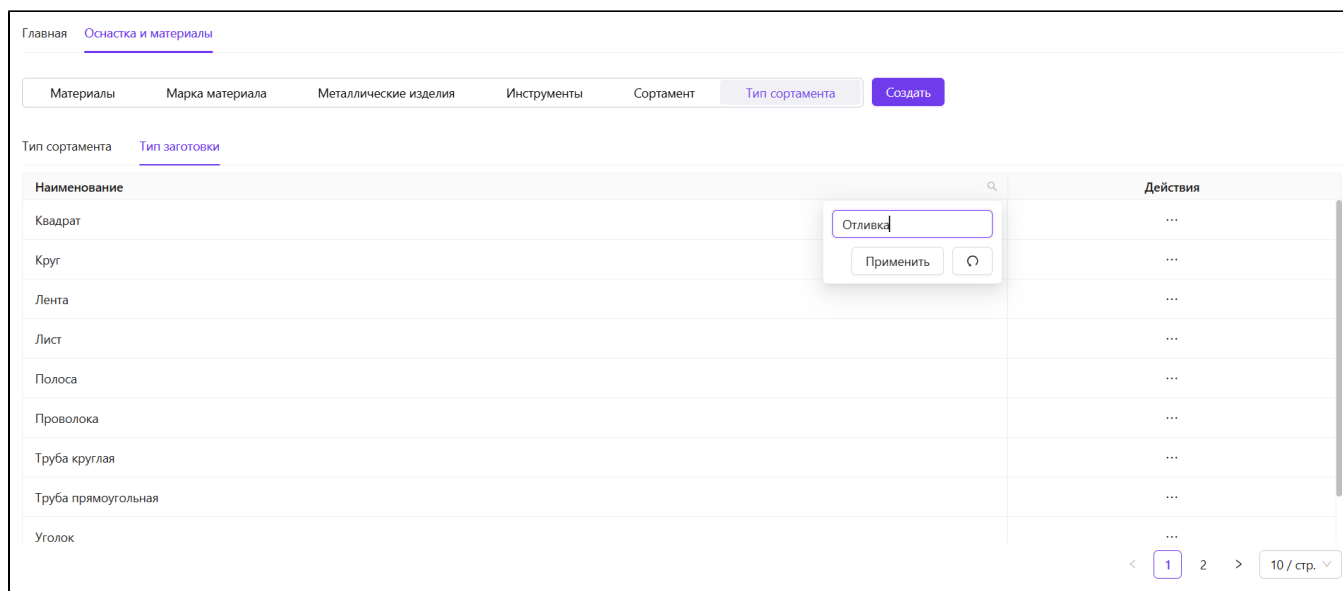 Главная Оснастка и материалы
Материалы Марка материала Металлические изделия Инструменты Сортамент Тип сортамента Создать
Тип сортамента Тип заготовки
Наименование Действия
Квадрат ...
Отливка
Круг ...
Применить
Лента ...
Лист ...
Полоса ...
Проволока ...
Труба круглая ...
Труба прямоугольная ...
Уголок ...
< 1 2 > 10 / стр.